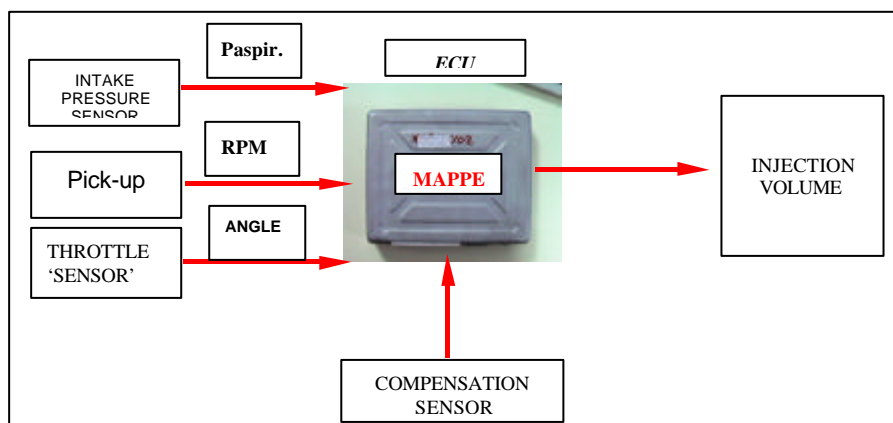 Paspir.
ECU
INTAKE
PRESSURE
SENSOR
RPM
Pick-up
MAPPE
INJECTION
VOLUME
ANGLE
THROTTLE
‘SENSOR’
COMPENSATION
SENSOR